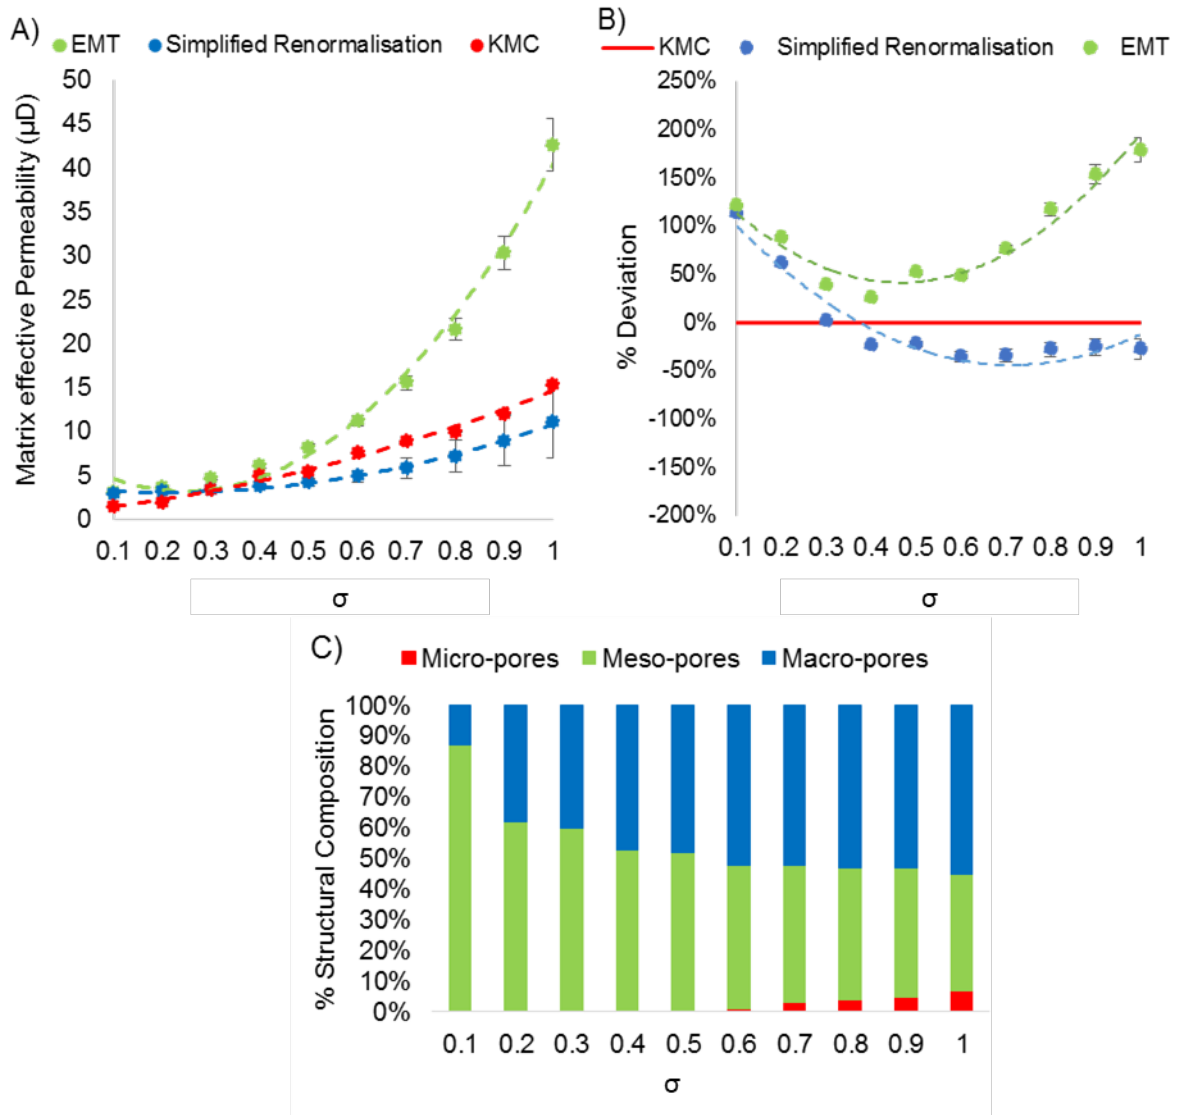 A)
EMT Simplified Renormalisation KMC
Matrix effective Permeability (µD)
50
45
40
35
30
25
20
15
10
5
0
0.1 0.2 0.3 0.4 0.5 0.6 0.7 0.8 0.9 1
σ
B)
KMC Simplified Renormalisation EMT
% Deviation
250%
200%
150%
100%
50%
0%
-50%
-100%
-150%
-200%
0.1 0.2 0.3 0.4 0.5 0.6 0.7 0.8 0.9 1
σ
C)
Micro-pores Meso-pores Macro-pores
% Structural Composition
100%
90%
80%
70%
60%
50%
40%
30%
20%
10%
0%
0.1 0.2 0.3 0.4 0.5 0.6 0.7 0.8 0.9 1
σ